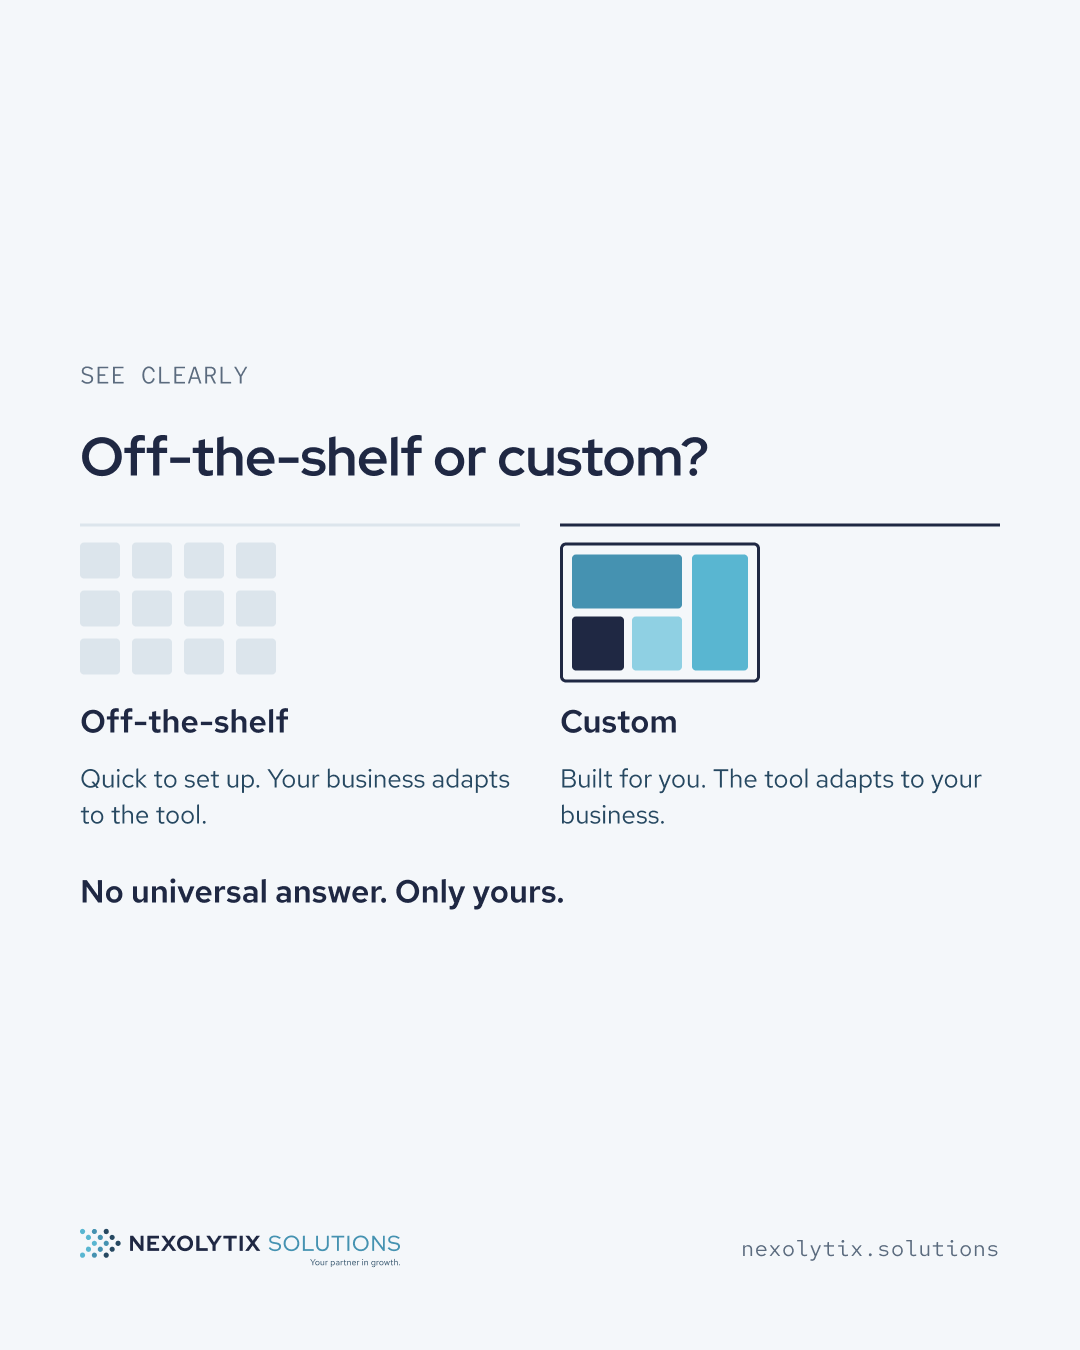 SEE CLEARLY
Off-the-shelf or custom?
Off-the-shelf
Quick to set up. Your business adapts
to the tool.
Custom
Built for you. The tool adapts to your
business.
No universal answer. Only yours.
NEXOLYTIX SOLUTIONS
Your partner in growth.
nexolytix.solutions